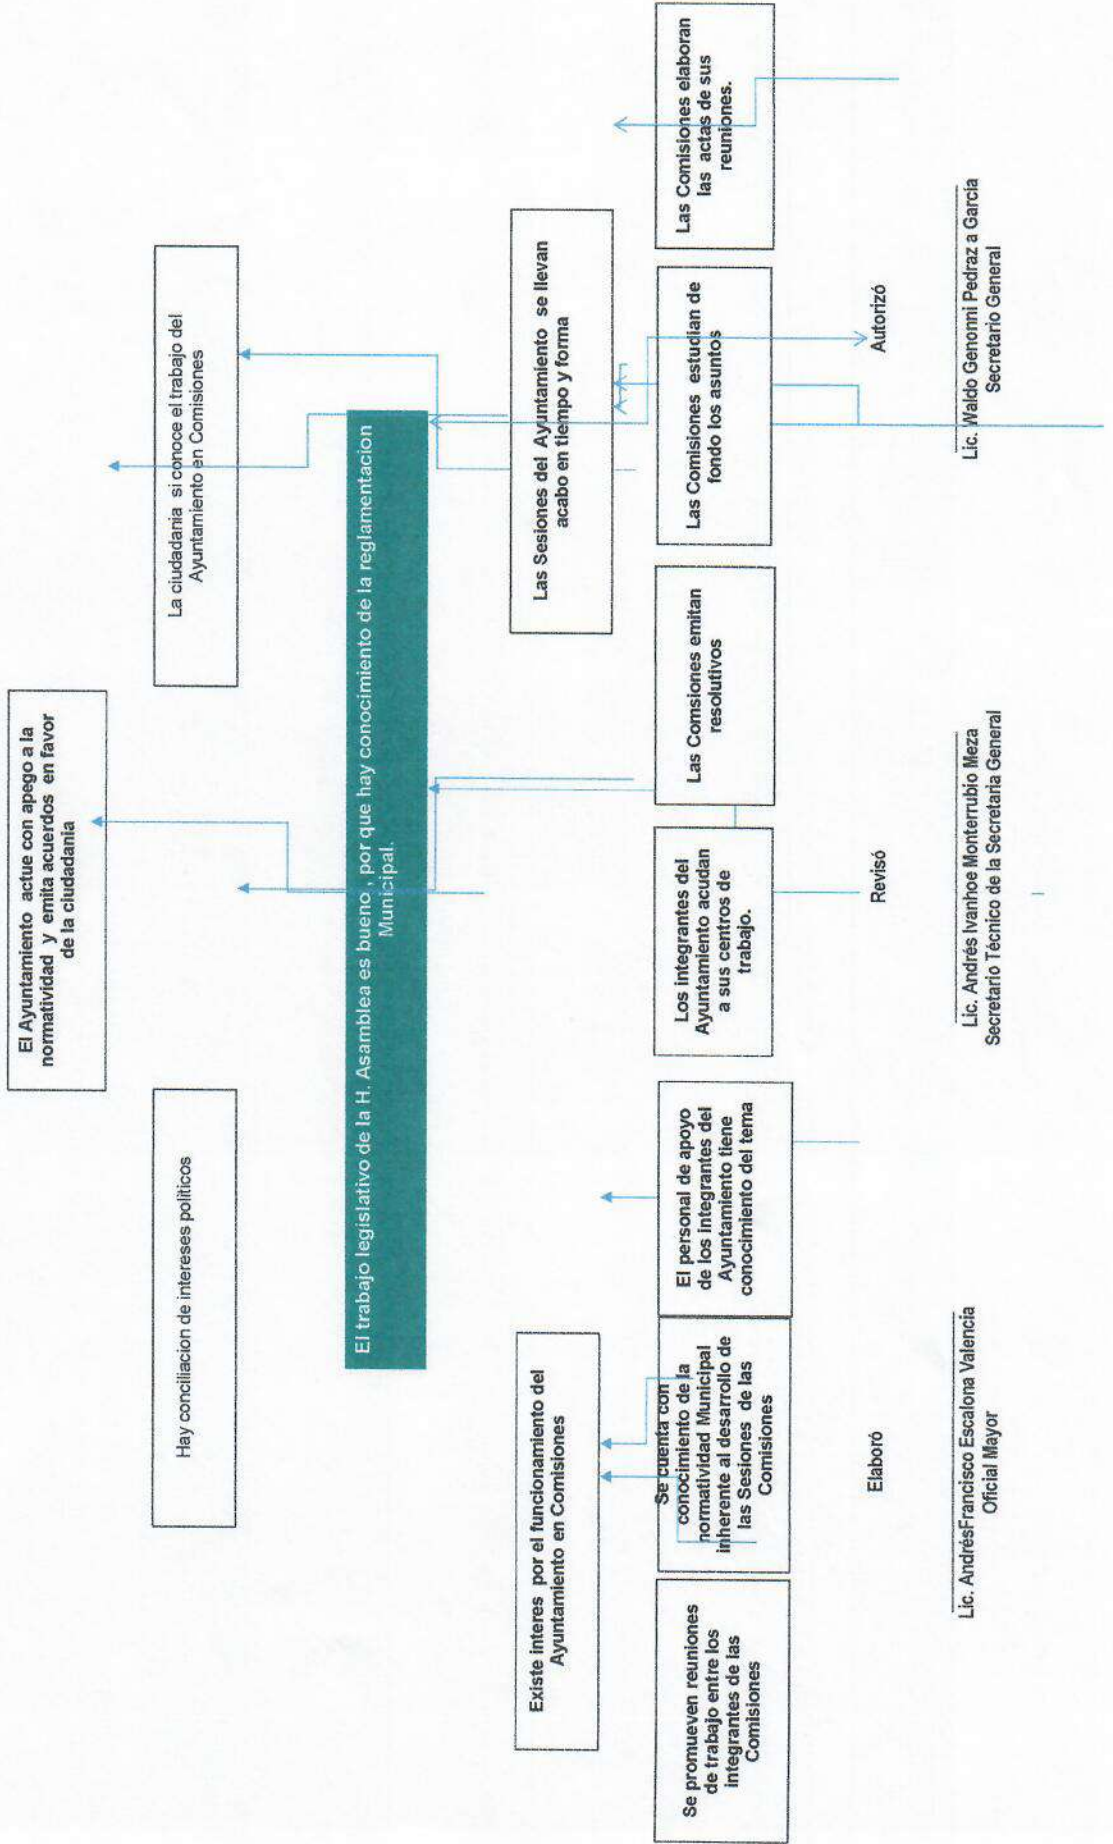 El Ayuntamiento actue con apego a la
normatividad y emita acuerdos en favor
de la ciudadania
Hay conciliacion de intereses políticos
La ciudadania si conoce el trabajo del
Ayuntamiento en Comisiones
El trabajo legislativo de la H. Asamblea es bueno , por que hay conocimiento de la reglamentacion
Municipal.
Existe interes por el funcionamiento del
Ayuntamiento en Comisiones
Las Sesiones del Ayuntamiento se llevan
acabo en tiempo y forma
Se promueven reuniones
de trabajo entre los
integrantes de las
Comisiones
Se cuenta con
conocimiento de la
normatividad Municipal
inherente al desarrollo de
las Sesiones de las
Comisiones
El personal de apoyo
de los integrantes del
Ayuntamiento tiene
conocimiento del tema
Los integrantes del
Ayuntamiento acudan
a sus centros de
trabajo.
Las Comsiones emitan
resolutivos
Las Comisiones estudian de
fondo los asuntos
Las Comisiones elaboran
las actas de sus
reuniones.
Elaboró
Lic. AndrésFrancisco Escalona Valencia
Oficial Mayor
Revisó
Lic. Andrés Ivanhoe Monterrubio Meza
Secretario Técnico de la Secretaria General
Autorizó
Lic. Waldo Genonni Pedraz a Garcia
Secretario General